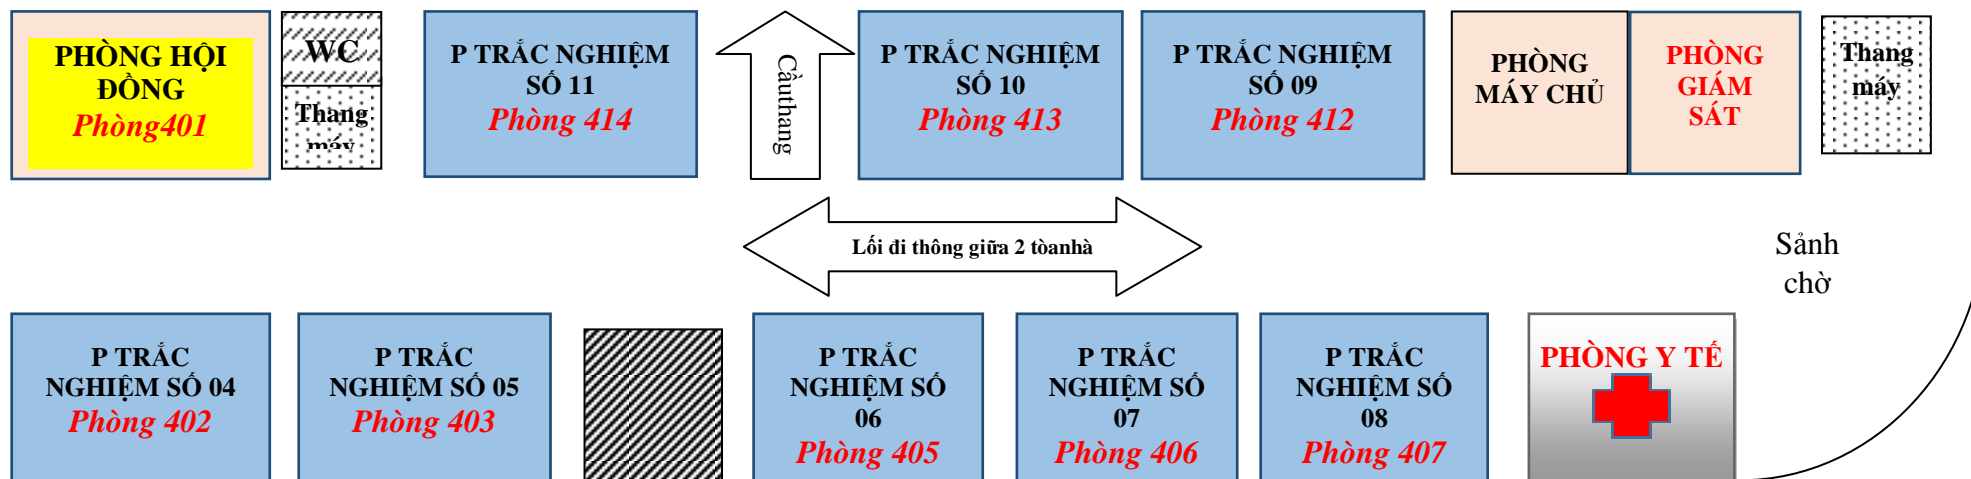 PHÒNG HỘI
ĐỒNG
Phòng401
WC
Thang
máy
P TRẮC NGHIỆM
SỐ 11
Phòng 414
Cầuthang
P TRẮC NGHIỆM
SỐ 10
Phòng 413
P TRẮC NGHIỆM
SỐ 09
Phòng 412
PHÒNG
MÁY CHỦ
PHÒNG
GIÁM
SÁT
Thang
máy
Lối đi thông giữa 2 tòanhà
Sảnh
chờ
P TRẮC
NGHIỆM SỐ 04
Phòng 402
P TRẮC
NGHIỆM SỐ 05
Phòng 403
P TRẮC
NGHIỆM SỐ
06
Phòng 405
P TRẮC
NGHIỆM SỐ
07
Phòng 406
P TRẮC
NGHIỆM SỐ
08
Phòng 407
PHÒNG Y TẾ